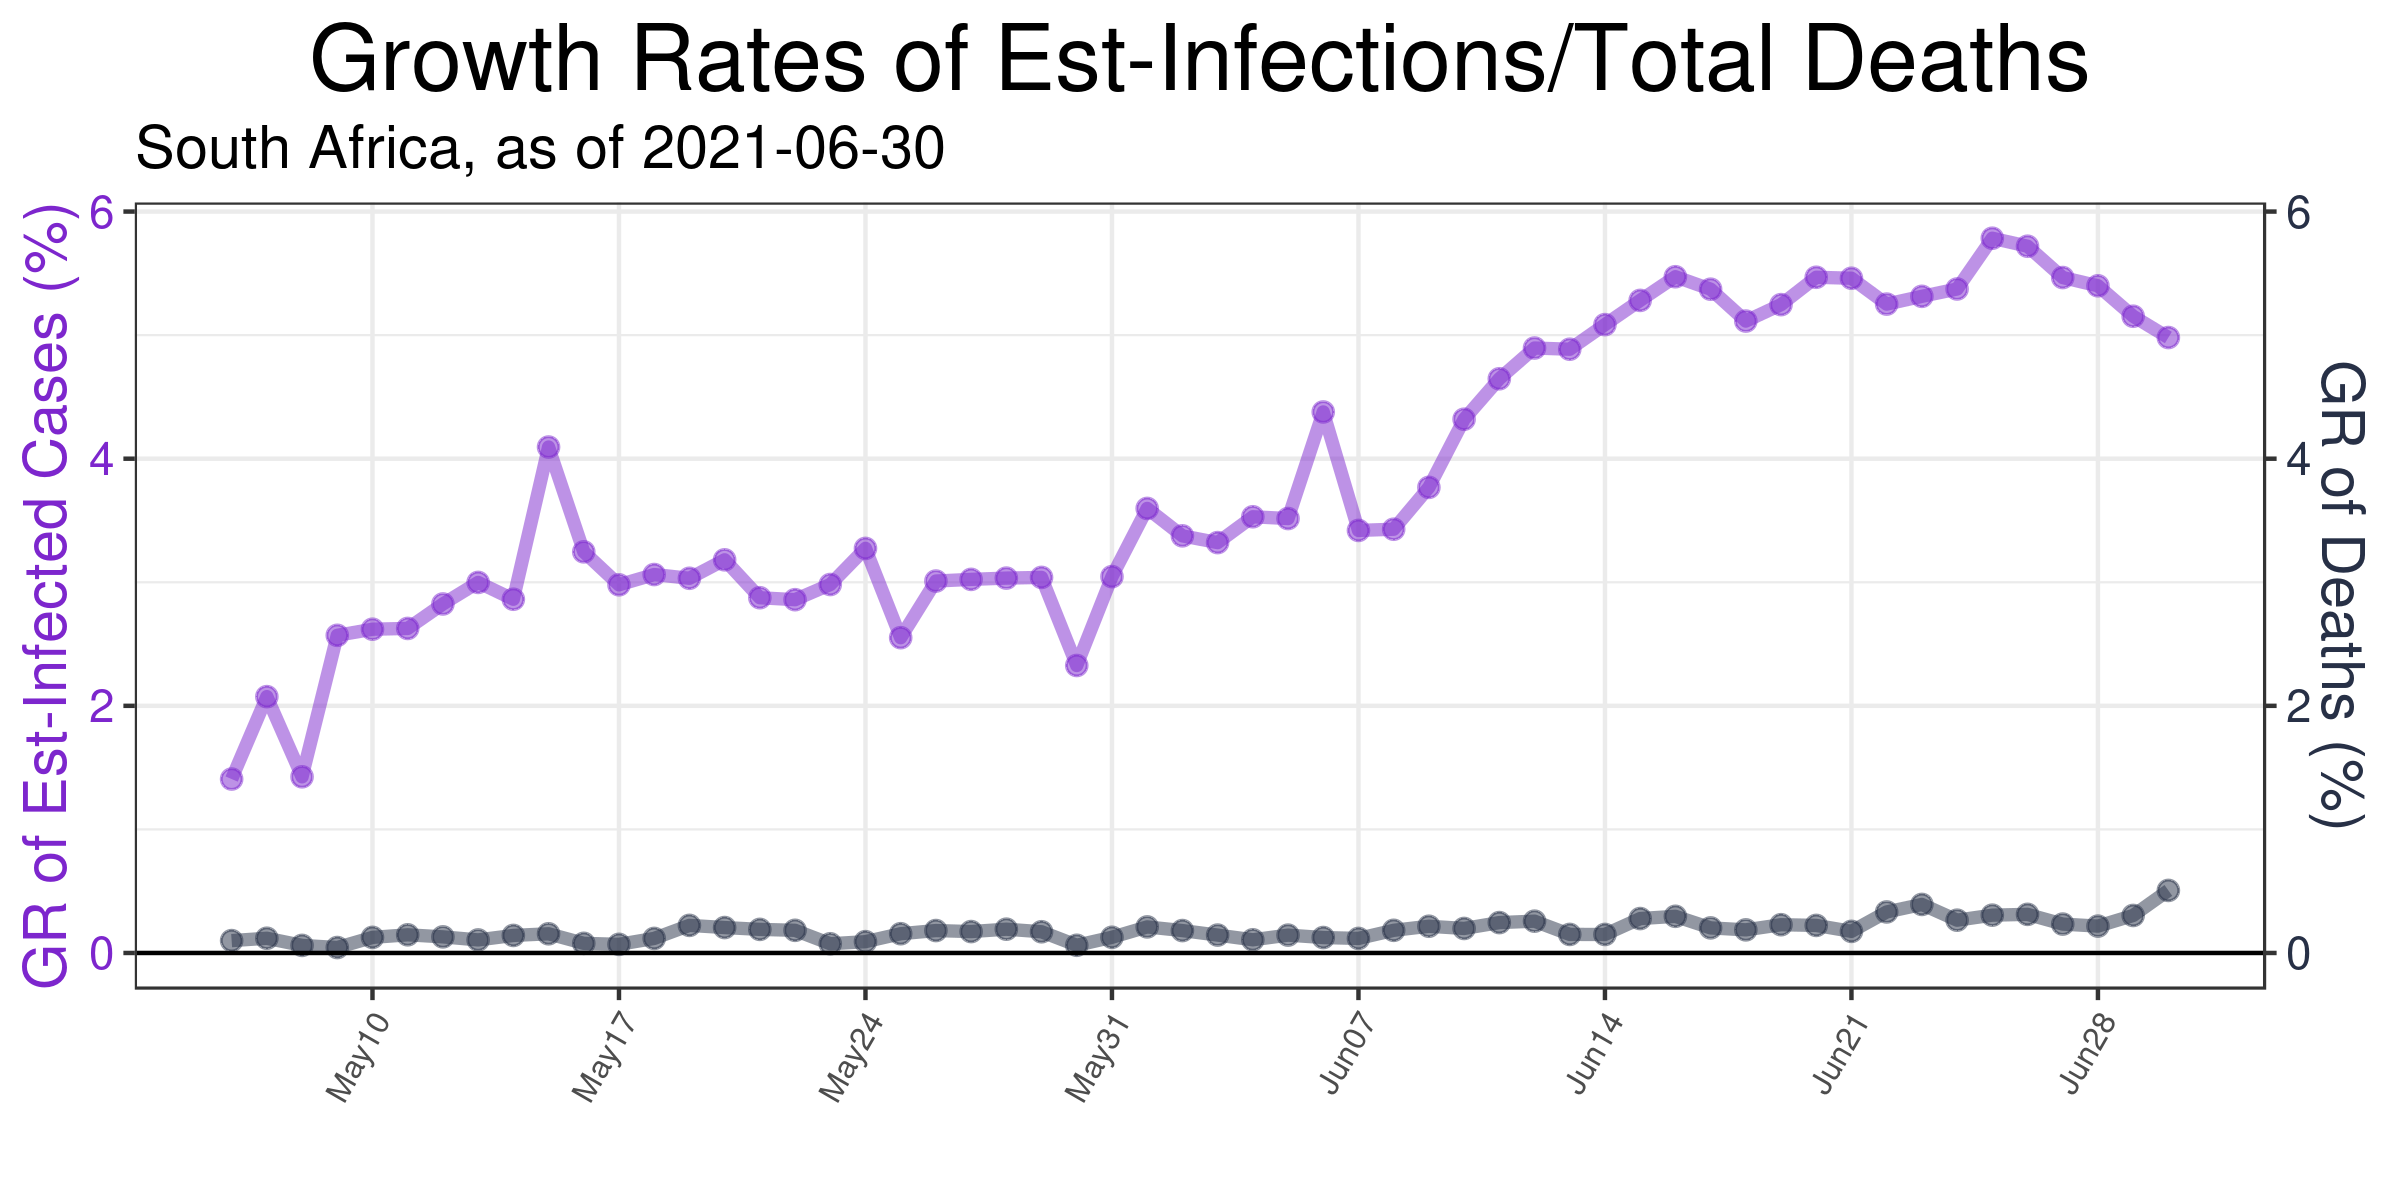 Growth Rates of Est-Infections/Total Deaths
South Africa, as of 2021-06-30
GR of Est-Infected Cases (%)
6
4
2
0
6
4
2
0
GR of Deaths (%)
May10
May17
May24
May31
Jun07
Jun14
Jun21
Jun28